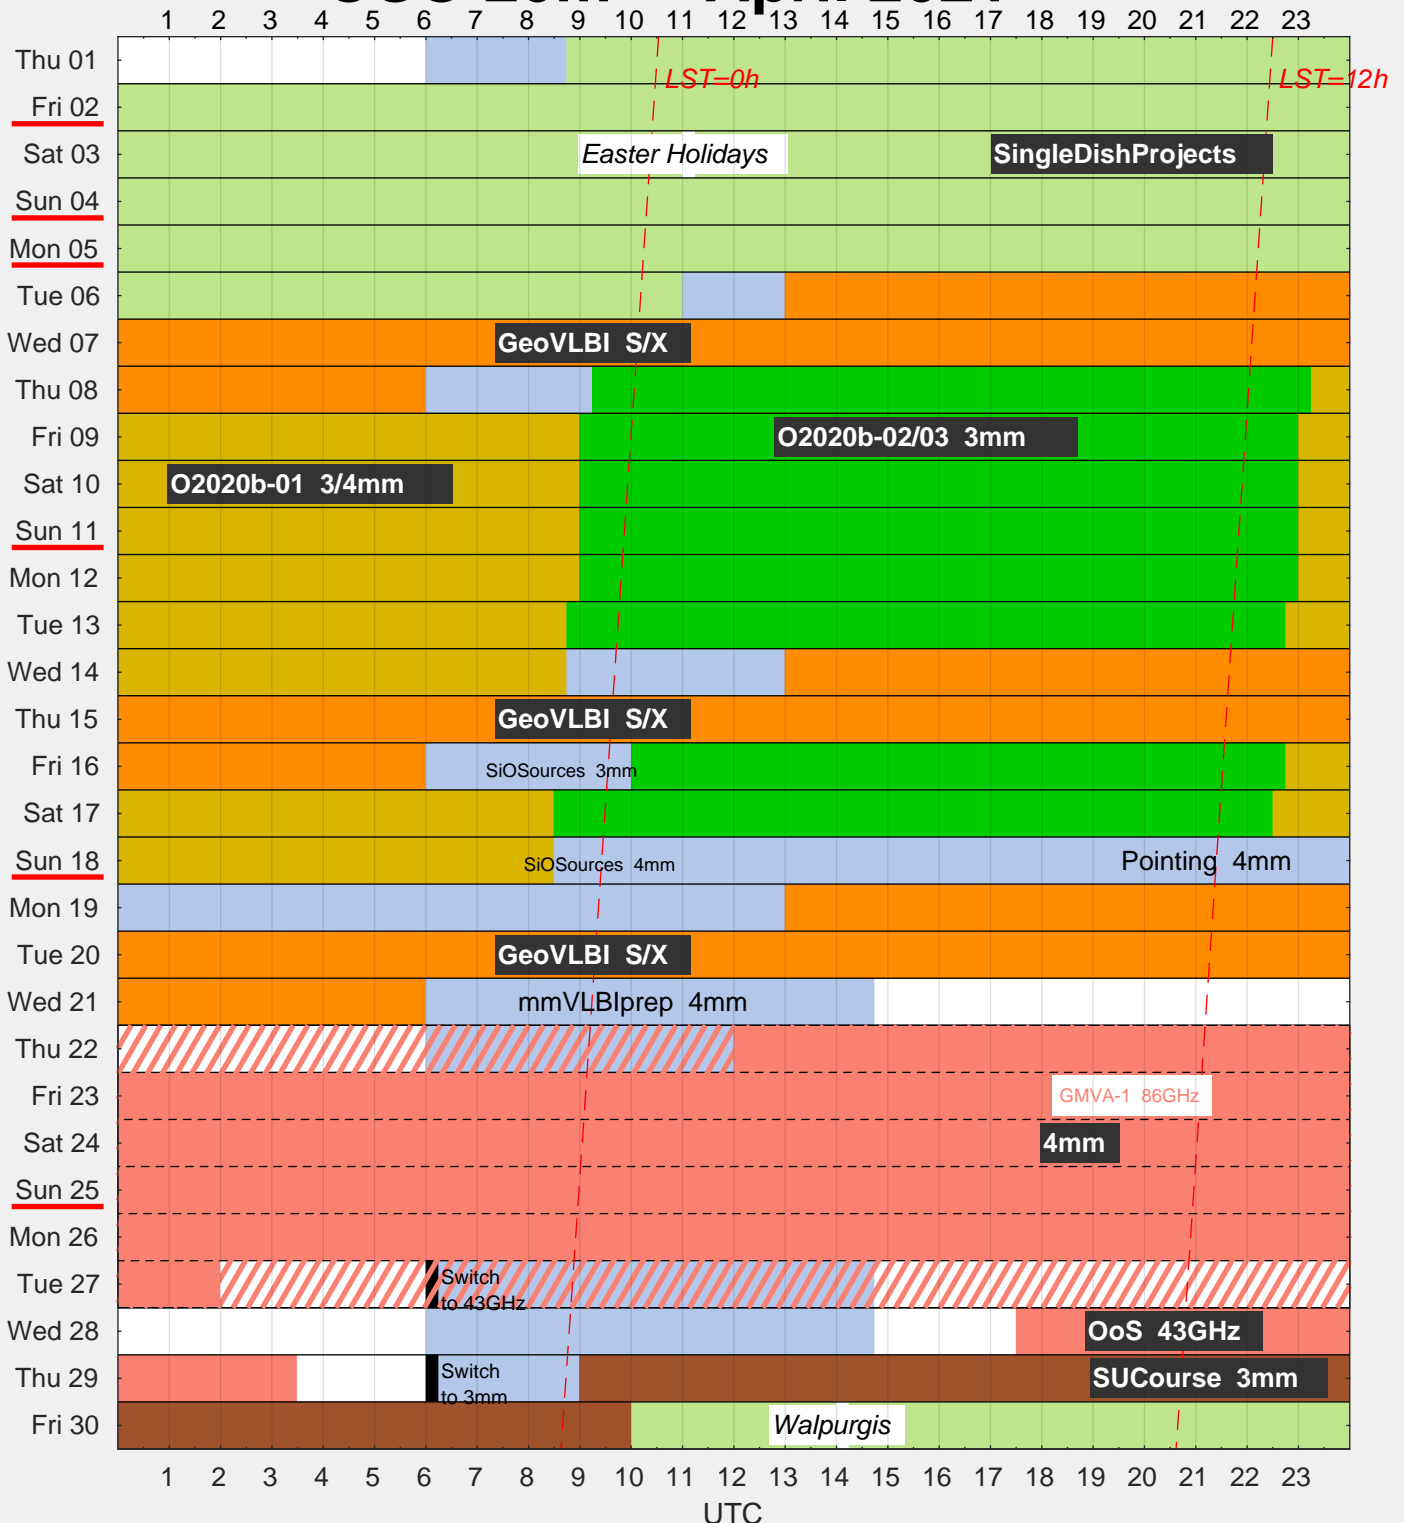 1 2 3 4 5 6 7 8 9 10 11 12 13 14 15 16 17 18 19 20 21 22 23
Thu 01
LST–0h LST–12h
Fri 02
Sat 03 Easter Holidays SingleDishProjects
Sun 04
Mon 05
Tue 06
Wed 07 GeoVLBI S/X
Thu 08
Fri 09 O2020b-02/03 3mm
Sat 10 O2020b-01 3/4mm
Sun 11
Mon 12
Tue 13
Wed 14
Thu 15 GeoVLBI S/X
Fri 16 SiOSources 3mm
Sat 17
Sun 18 SiOSources 4mm Pointing 4mm
Mon 19
Tue 20 GeoVLBI S/X
Wed 21 mmVLBIprep 4mm
Thu 22
Fri 23 GMVA-1 86GHz
Sat 24 4mm
Sun 25
Mon 26
Tue 27 Switch
to 43GHz
Wed 28 OoS 43GHz
Thu 29 Switch SUCourse 3mm
to 3mm
Fri 30 Walpurgis
1 2 3 4 5 6 7 8 9 10 11 12 13 14 15 16 17 18 19 20 21 22 23
UTC